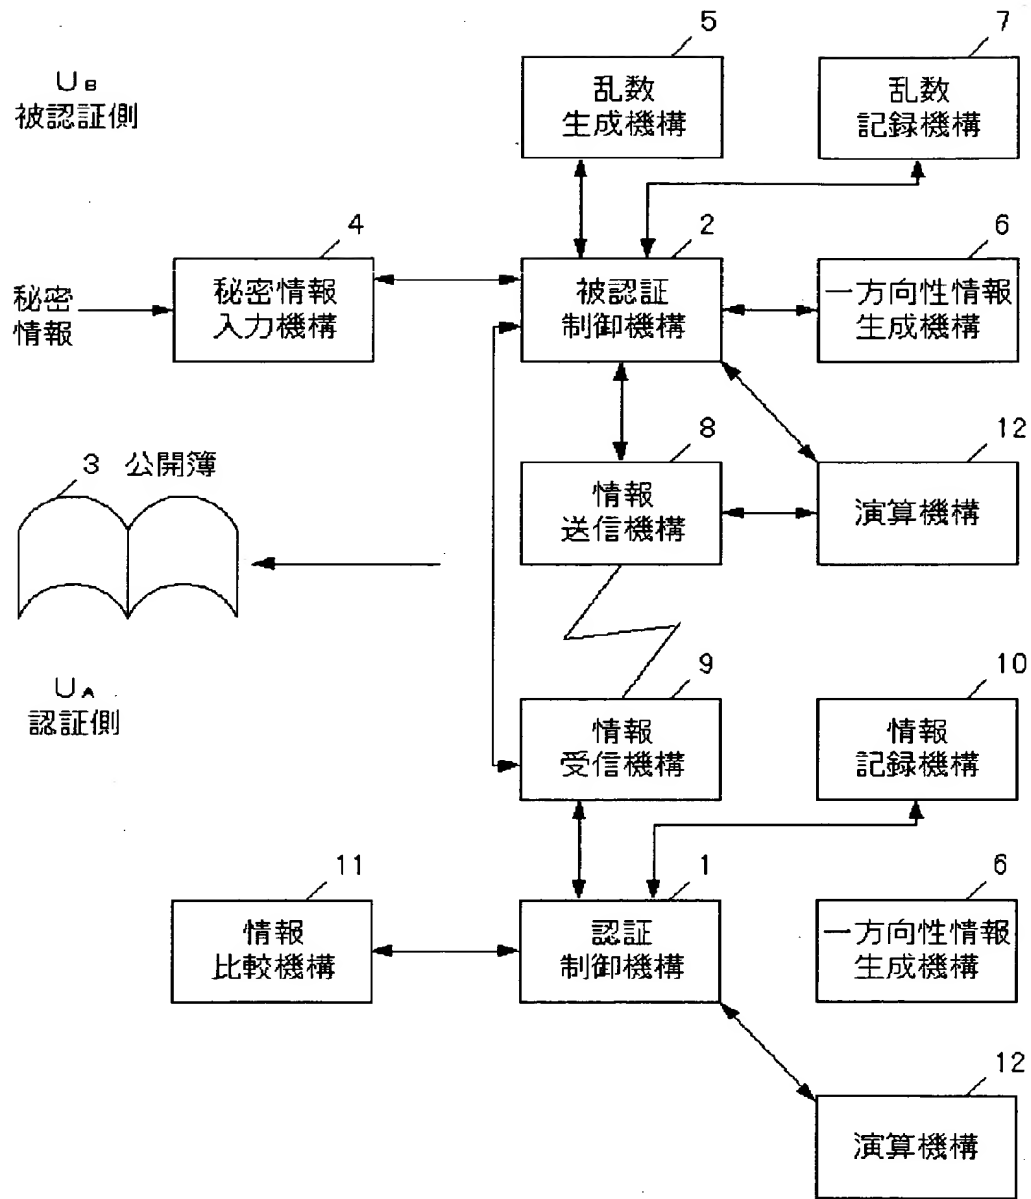 5
7
U B
被認証側
乱数
生成機構
乱数
記録機構
4
2
6
秘密
情報
秘密情報
入力機構
被認証
制御機構
一方向性情報
生成機構
8
12
3 公開簿
情報
送信機構
演算機構
U A
認証側
9
10
情報
受信機構
情報
記録機構
11
1
6
情報
比較機構
認証
制御機構
一方向性情報
生成機構
12
演算機構